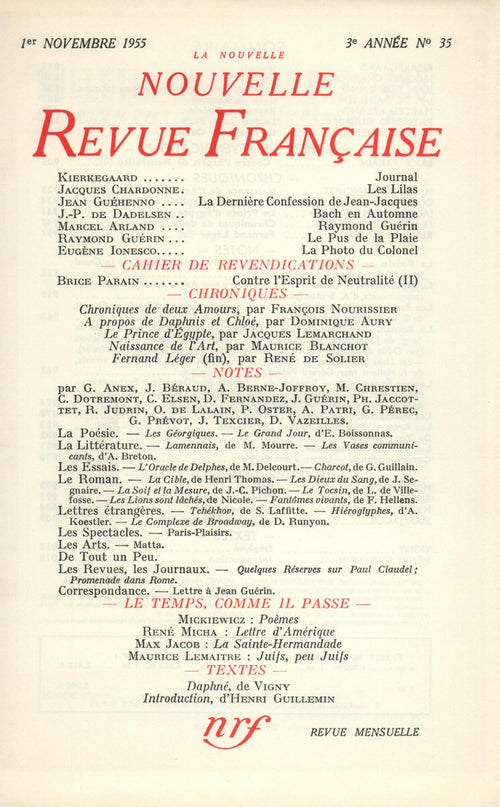 1er NOVEMBRE 1955 3e ANNÉE No 35
LA NOUVELLE
NOUVELLE
REVUE FRANÇAISE
KIERKEGAARD ....... Journal
JACQUES CHARDONNE. Les Lilas
JEAN GUÉHENNO .... La Dernière Confession de Jean-Jacques
J.-P. DE DADELSEN .. Bach en Automne
MARCEL ARLAND .... Raymond Guérin
RAYMOND GUÉRIN ... Le Pus de la Plaie
EUGÈNE IONESCO..... La Photo du Colonel
— CAHIER DE REVENDICATIONS —
BRICE PARAIN ....... Contre l'Esprit de Neutralité (II)
— CHRONIQUES —
Chroniques de deux Amours, par FRANÇOIS NOURISSIER
A propos de Daphnis et Chloé, par DOMINIQUE AURY
Le Prince d'Égypte, par JACQUES LEMARCHAND
Naissance de l'Art, par MAURICE BLANCHOT
Fernand Léger (fin), par RENÉ DE SOLIER
— NOTES —
par G. ANEX, J. BÉRAUD, A. BERNE-JOFFROY, M. CHRESTIEN,
C. DOTREMONT, C. ELSEN, D. FERNANDEZ, J. GUÉRIN, PH. JACCOT-
TET, R. JUDRIN, O. DE LALAIN, P. OSTER, A. PATRI, G. PÉREC,
G. PRÉVOT, J. TEXCIER, D. VAZEILLES.
La Poésie. — Les Géorgiques. — Le Grand Jour, d'E. Boissonnas.
La Littérature. — Lamennais, de M. Mourre. — Les Vases communi-
cants, d'A. Breton.
Les Essais. — L'Oracle de Delphes, de M. Delcourt. — Charcot, de G. Guillain.
Le Roman. — La Cible, de Henri Thomas. — Les Dieux du Sang, de J. Se-
gnaire. — La Soif et la Mesure, de J.-C. Pichon. — Le Tocsin, de L. de Ville-
fosse. — Les Lions sont lâchés, de Nicole. — Fantômes vivants, de F. Hellens.
Lettres étrangères. — Tchékhov, de S. Laffitte. — Hiéroglyphes, d'A.
Koestler. — Le Complexe de Broadway, de D. Runyon.
Les Spectacles. — Paris-Plaisirs.
Les Arts. — Matta.
De Tout un Peu.
Les Revues, les Journaux. — Quelques Réserves sur Paul Claudel ;
Promenade dans Rome.
Correspondance. — Lettre à Jean Guérin.
— LE TEMPS, COMME IL PASSE —
MICKIEWICZ : Poèmes
RENÉ MICHA : Lettre d'Amérique
MAX JACOB : La Sainte-Hermandade
MAURICE LEMAITRE : Juifs, peu Juifs
— TEXTES —
Daphné, de VIGNY
Introduction, d'HENRI GUILLEMIN
nrf REVUE MENSUELLE